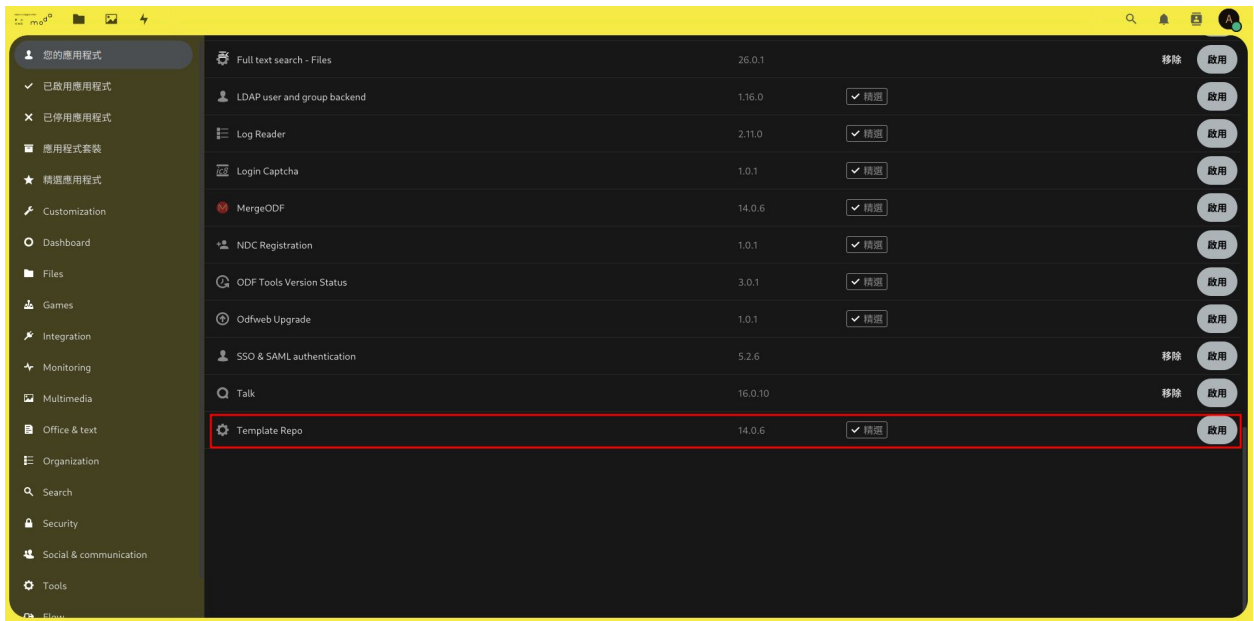 moda
A
您的應用程式
已啟用應用程式
已停用應用程式
應用程式套裝
精選應用程式
Customization
Dashboard
Files
Games
Integration
Monitoring
Multimedia
Office & text
Organization
Search
Security
Social & communication
Tools
Flow
Full text search - Files 26.0.1 移除 啟用
LDAP user and group backend 1.16.0 精選 啟用
Log Reader 2.11.0 精選 啟用
Login Captcha 1.0.1 精選 啟用
MergeODF 14.0.6 精選 啟用
NDC Registration 1.0.1 精選 啟用
ODF Tools Version Status 3.0.1 精選 啟用
Odfweb Upgrade 1.0.1 精選 啟用
SSO & SAML authentication 5.2.6 移除 啟用
Talk 16.0.10 移除 啟用
Template Repo 14.0.6 精選 啟用